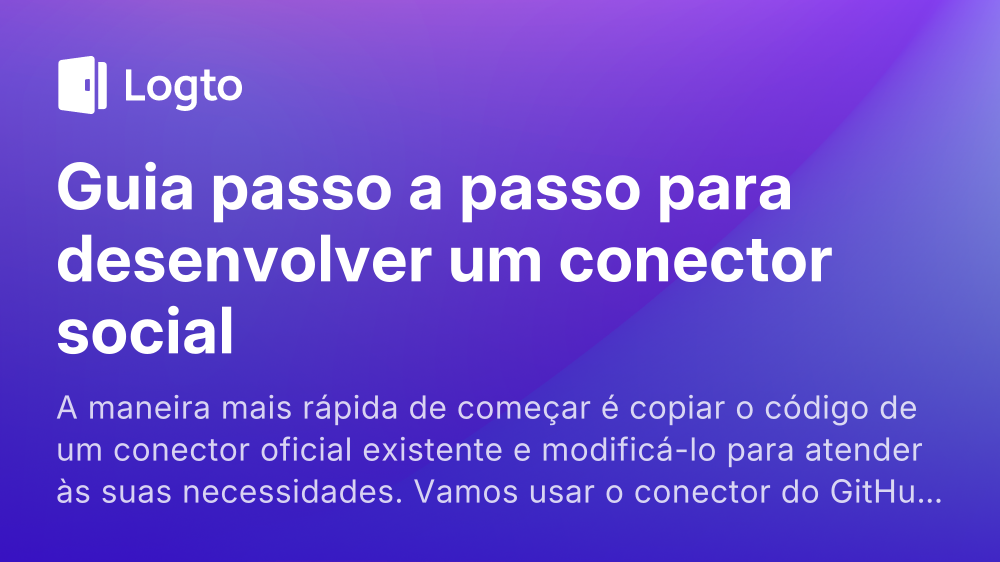 Logto
Guia passo a passo para
desenvolver um conector
social
A maneira mais rápida de começar é copiar o código de
um conector oficial existente e modificá-lo para atender
às suas necessidades. Vamos usar o conector do GitHu...